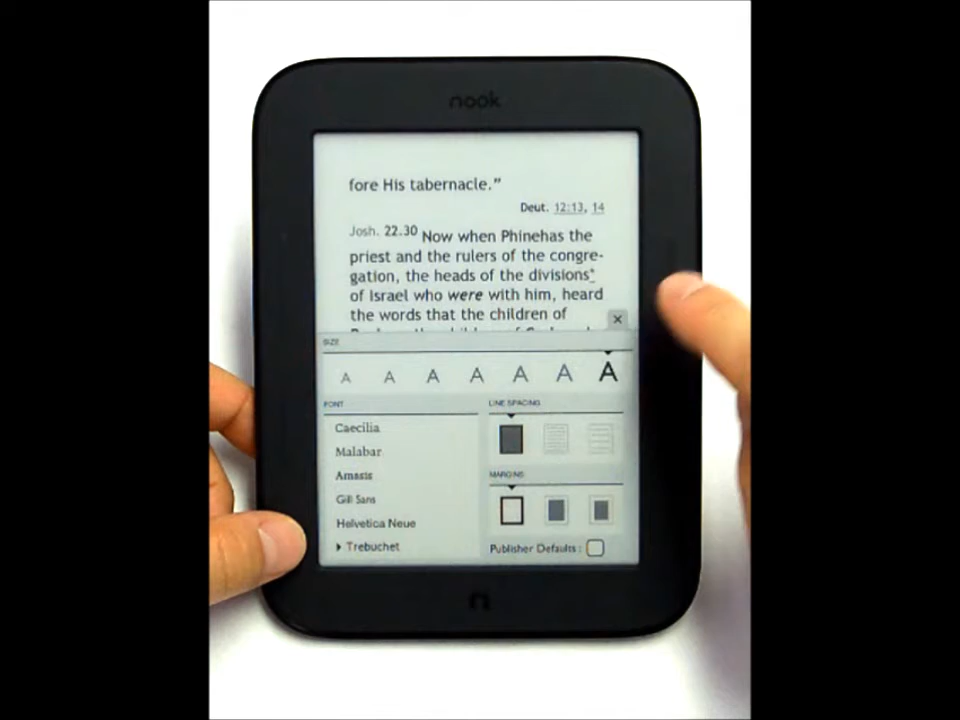 nook
fore His tabernacle.”
Deut. 12:13, 14
Josh. 22.30 Now when Phinehas the
priest and the rulers of the congre-
gation, the heads of the divisions*
of Israel who were with him, heard
the words that the children of
SIZE
A A A A A A A
FONT
LINE SPACING
Caecilia
Malabar
Amasis
Gill Sans
Helvetica Neue
Trebuchet
MARGINS
Publisher Defaults :
n